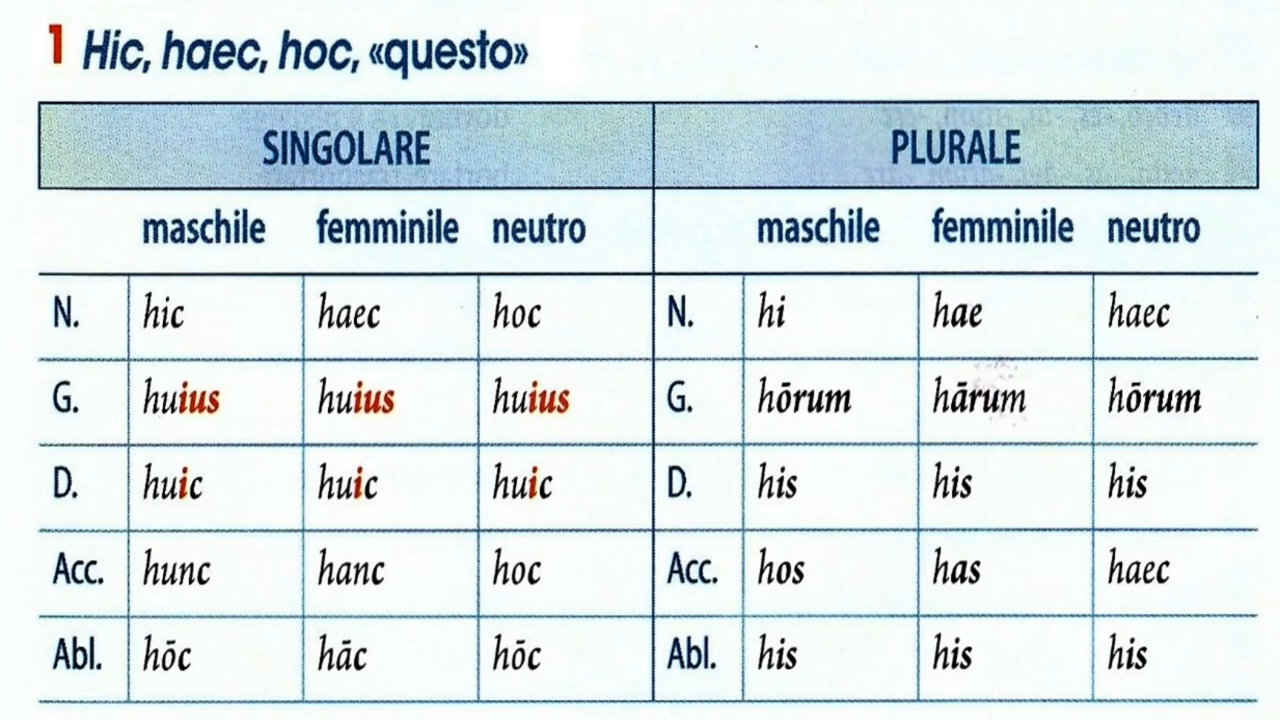 1 Hic, haec, hoc, «questo»
SINGOLARE PLURALE
maschile femminile neutro maschile femminile neutro
N. hic haec hoc N. hi hae haec
G. huius huius huius G. hōrum hārum hōrum
D. huic huic huic D. his his his
Acc. hunc hanc hoc Acc. hos has haec
Abl. hōc hāc hōc Abl. his his his